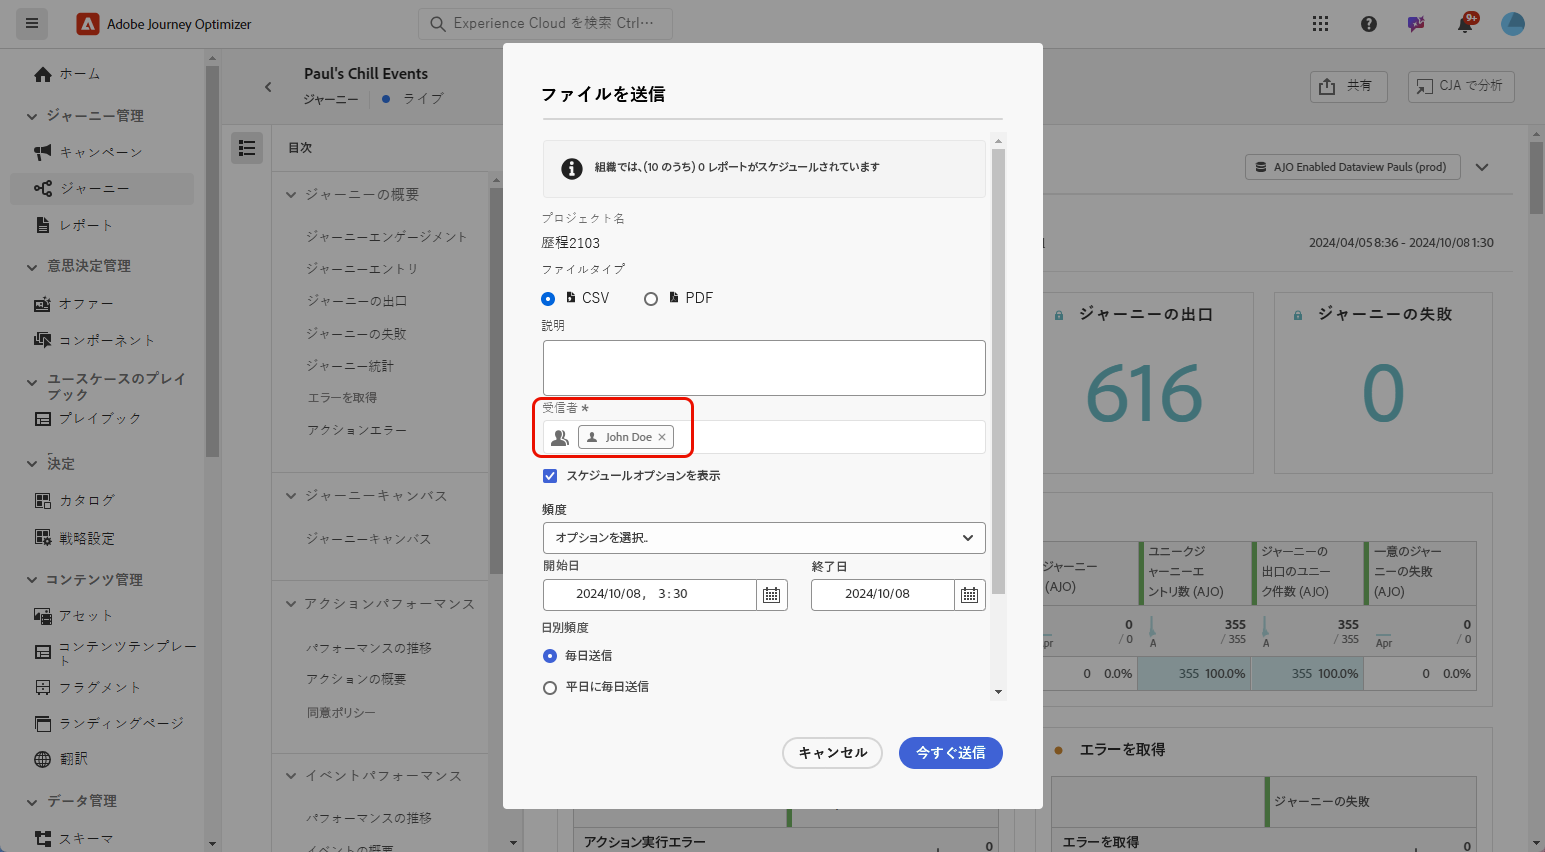 Adobe Journey Optimizer
Experience Cloud を検索 Ctrl…
9+
ホーム
ジャーニー管理
キャンペーン
ジャーニー
レポート
意思決定管理
オファー
コンポーネント
ユースケースのプレイ
ブック
プレイブック
決定
カタログ
戦略設定
コンテンツ管理
アセット
コンテンツテンプレー
ト
フラグメント
ランディングページ
翻訳
データ管理
スキーマ
Paul's Chill Events
ジャーニー
ライブ
共有
CJA で分析
目次
ジャーニーの概要
ジャーニーエンゲージメント
ジャーニーエントリ
ジャーニーの出口
ジャーニーの失敗
ジャーニー統計
エラーを取得
アクションエラー
ジャーニーキャンバス
ジャーニーキャンバス
アクションパフォーマンス
パフォーマンスの推移
アクションの概要
同意ポリシー
イベントパフォーマンス
パフォーマンスの推移
イベントの概要
ファイルを送信
組織では、(10 のうち) 0 レポートがスケジュールされています
プロジェクト名
歴程2103
ファイルタイプ
CSV
PDF
説明
受信者 *
John Doe ×
スケジュールオプションを表示
頻度
オプションを選択..
開始日
終了日
2024/10/08, 3:30
2024/10/08
日別頻度
毎日送信
平日に毎日送信
キャンセル
今すぐ送信
AJO Enabled Dataview Pauls (prod)
2024/04/05 8:36 - 2024/10/08 1:30
ジャーニーの出口
616
ジャーニーの失敗
0
ジャーニー
(AJO)
ユニークジ
ャーニーエ
ントリ数 (AJO)
ジャーニーの
出口のユニー
ク件数 (AJO)
一意のジャー
ニーの失敗
(AJO)
0
/ 0
pr
355
/ 355
A
355
/ 355
A
0
/ 0
Apr
0 0.0%
355 100.0%
355 100.0%
0 0.0%
エラーを取得
ジャーニーの失敗
アクション実行エラー
0
エラーを取得
0